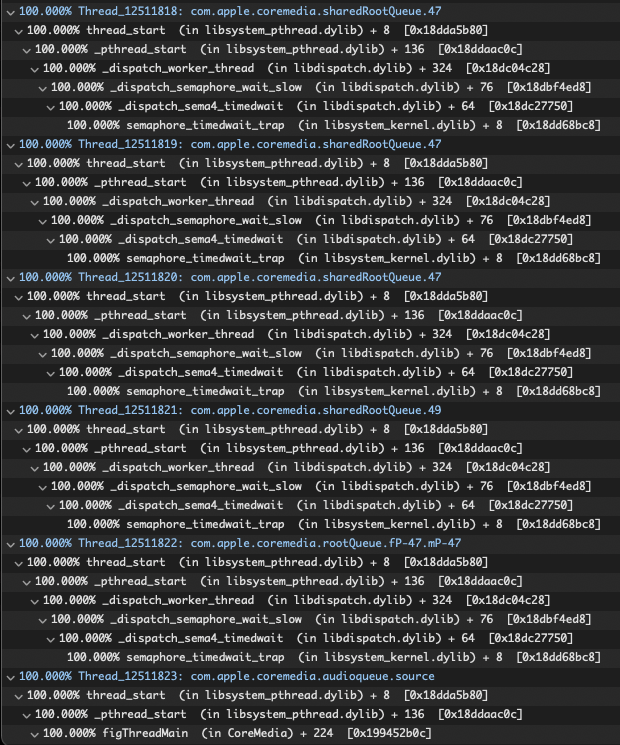 100.000% Thread_12511818: com.apple.coremedia.sharedRootQueue.47
100.000% thread_start (in libsystem_pthread.dylib) + 8 [0x18dda5b80]
100.000% _pthread_start (in libsystem_pthread.dylib) + 136 [0x18ddaac0c]
100.000% _dispatch_worker_thread (in libdispatch.dylib) + 324 [0x18dc04c28]
100.000% _dispatch_semaphore_wait_slow (in libdispatch.dylib) + 76 [0x18dbf4ed8]
100.000% _dispatch_sema4_timedwait (in libdispatch.dylib) + 64 [0x18dc27750]
100.000% semaphore_timedwait_trap (in libsystem_kernel.dylib) + 8 [0x18dd68bc8]
100.000% Thread_12511819: com.apple.coremedia.sharedRootQueue.47
100.000% thread_start (in libsystem_pthread.dylib) + 8 [0x18dda5b80]
100.000% _pthread_start (in libsystem_pthread.dylib) + 136 [0x18ddaac0c]
100.000% _dispatch_worker_thread (in libdispatch.dylib) + 324 [0x18dc04c28]
100.000% _dispatch_semaphore_wait_slow (in libdispatch.dylib) + 76 [0x18dbf4ed8]
100.000% _dispatch_sema4_timedwait (in libdispatch.dylib) + 64 [0x18dc27750]
100.000% semaphore_timedwait_trap (in libsystem_kernel.dylib) + 8 [0x18dd68bc8]
100.000% Thread_12511820: com.apple.coremedia.sharedRootQueue.47
100.000% thread_start (in libsystem_pthread.dylib) + 8 [0x18dda5b80]
100.000% _pthread_start (in libsystem_pthread.dylib) + 136 [0x18ddaac0c]
100.000% _dispatch_worker_thread (in libdispatch.dylib) + 324 [0x18dc04c28]
100.000% _dispatch_semaphore_wait_slow (in libdispatch.dylib) + 76 [0x18dbf4ed8]
100.000% _dispatch_sema4_timedwait (in libdispatch.dylib) + 64 [0x18dc27750]
100.000% semaphore_timedwait_trap (in libsystem_kernel.dylib) + 8 [0x18dd68bc8]
100.000% Thread_12511821: com.apple.coremedia.sharedRootQueue.49
100.000% thread_start (in libsystem_pthread.dylib) + 8 [0x18dda5b80]
100.000% _pthread_start (in libsystem_pthread.dylib) + 136 [0x18ddaac0c]
100.000% _dispatch_worker_thread (in libdispatch.dylib) + 324 [0x18dc04c28]
100.000% _dispatch_semaphore_wait_slow (in libdispatch.dylib) + 76 [0x18dbf4ed8]
100.000% _dispatch_sema4_timedwait (in libdispatch.dylib) + 64 [0x18dc27750]
100.000% semaphore_timedwait_trap (in libsystem_kernel.dylib) + 8 [0x18dd68bc8]
100.000% Thread_12511822: com.apple.coremedia.rootQueue.fP-47.mP-47
100.000% thread_start (in libsystem_pthread.dylib) + 8 [0x18dda5b80]
100.000% _pthread_start (in libsystem_pthread.dylib) + 136 [0x18ddaac0c]
100.000% _dispatch_worker_thread (in libdispatch.dylib) + 324 [0x18dc04c28]
100.000% _dispatch_semaphore_wait_slow (in libdispatch.dylib) + 76 [0x18dbf4ed8]
100.000% _dispatch_sema4_timedwait (in libdispatch.dylib) + 64 [0x18dc27750]
100.000% semaphore_timedwait_trap (in libsystem_kernel.dylib) + 8 [0x18dd68bc8]
100.000% Thread_12511823: com.apple.coremedia.audioqueue.source
100.000% thread_start (in libsystem_pthread.dylib) + 8 [0x18dda5b80]
100.000% _pthread_start (in libsystem_pthread.dylib) + 136 [0x18ddaac0c]
100.000% figThreadMain (in CoreMedia) + 224 [0x199452b0c]